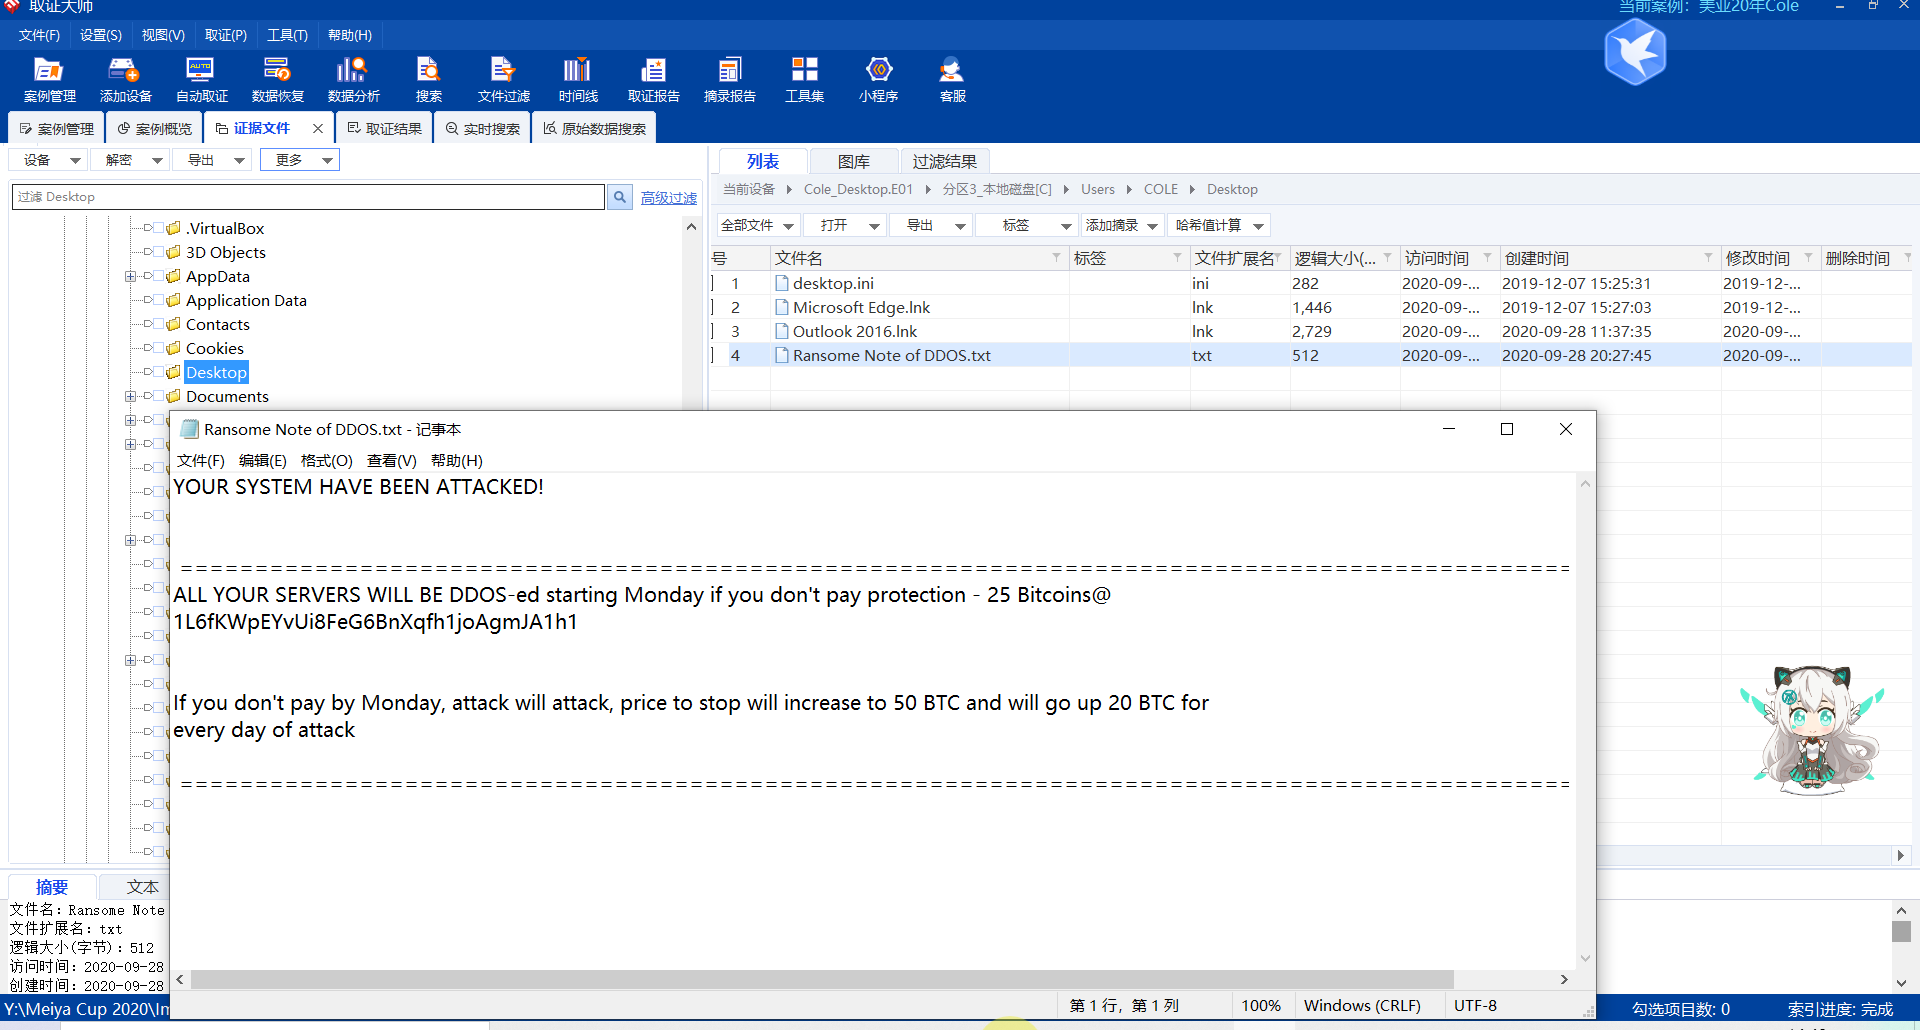 取证大师
当前案例：美亚20年Cole
文件(F) 设置(S) 视图(V) 取证(P) 工具(T) 帮助(H)
案例管理 添加设备 自动取证 数据恢复 数据分析 搜索 文件过滤 时间线 取证报告 摘录报告 工具集 小程序 客服
案例管理 案例概览 证据文件 取证结果 实时搜索 原始数据搜索
设备 解密 导出 更多
过滤 Desktop
高级过滤
.VirtualBox
3D Objects
AppData
Application Data
Contacts
Cookies
Desktop
Documents
列表 图库 过滤结果
当前设备 Cole_Desktop.E01 分区3_本地磁盘[C] Users COLE Desktop
全部文件 打开 导出 标签 添加摘录 哈希值计算
号 文件名 标签 文件扩展名 逻辑大小(... 访问时间 创建时间 修改时间 删除时间
1 desktop.ini ini 282 2020-09-... 2019-12-07 15:25:31 2019-12-...
2 Microsoft Edge.lnk lnk 1,446 2020-09-... 2019-12-07 15:27:03 2019-12-...
3 Outlook 2016.lnk lnk 2,729 2020-09-... 2020-09-28 11:37:35 2020-09-...
4 Ransome Note of DDOS.txt txt 512 2020-09-... 2020-09-28 20:27:45 2020-09-...
Ransome Note of DDOS.txt - 记事本
文件(F) 编辑(E) 格式(O) 查看(V) 帮助(H)
YOUR SYSTEM HAVE BEEN ATTACKED!
==============================================================================================
ALL YOUR SERVERS WILL BE DDOS-ed starting Monday if you don't pay protection - 25 Bitcoins@
1L6fKWpEYvUi8FeG6BnXqfh1joAgmJA1h1
If you don't pay by Monday, attack will attack, price to stop will increase to 50 BTC and will go up 20 BTC for
every day of attack
==============================================================================================
第 1 行，第 1 列 100% Windows (CRLF) UTF-8
摘要 文本
文件名：Ransome Note
文件扩展名：txt
逻辑大小(字节)：512
访问时间：2020-09-28
创建时间：2020-09-28
Y:\Meiya Cup 2020\Im
勾选项目数: 0 索引进度: 完成